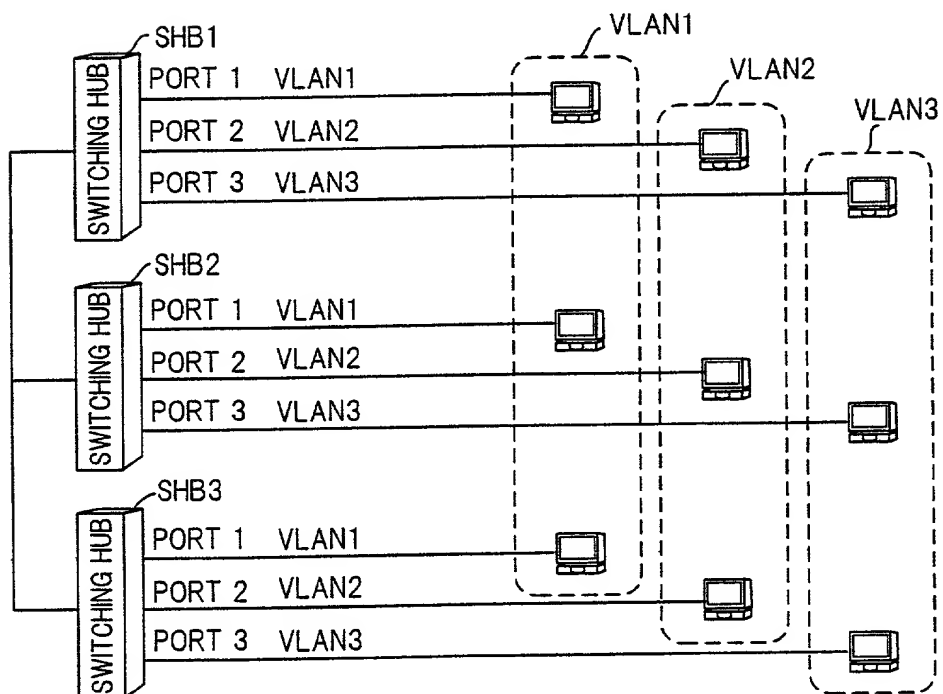 VLAN1
VLAN2
VLAN3
SHB1
SWITCHING HUB
PORT 1 VLAN1
PORT 2 VLAN2
PORT 3 VLAN3
SHB2
SWITCHING HUB
PORT 1 VLAN1
PORT 2 VLAN2
PORT 3 VLAN3
SHB3
SWITCHING HUB
PORT 1 VLAN1
PORT 2 VLAN2
PORT 3 VLAN3